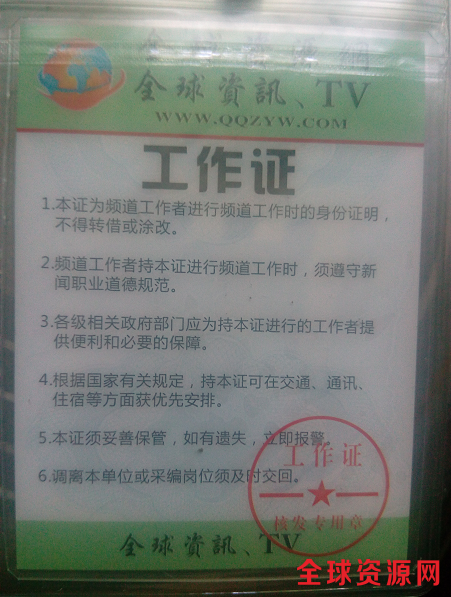 全球資源網
全球資訊、TV
WWW.QQZYW.COM
工作证
1.本证为频道工作者进行频道工作时的身份证明，
不得转借或涂改。
2.频道工作者持本证进行频道工作时，须遵守新
闻职业道德规范。
3.各级相关政府部门应为持本证进行的工作者提
供便利和必要的保障。
4.根据国家有关规定，持本证可在交通、通讯、
住宿等方面获优先安排。
5.本证须妥善保管，如有遗失，立即报警。
6.调离本单位或采编岗位须及时交回。
工作证
核发专用章
全球資訊、TV
全球资源网